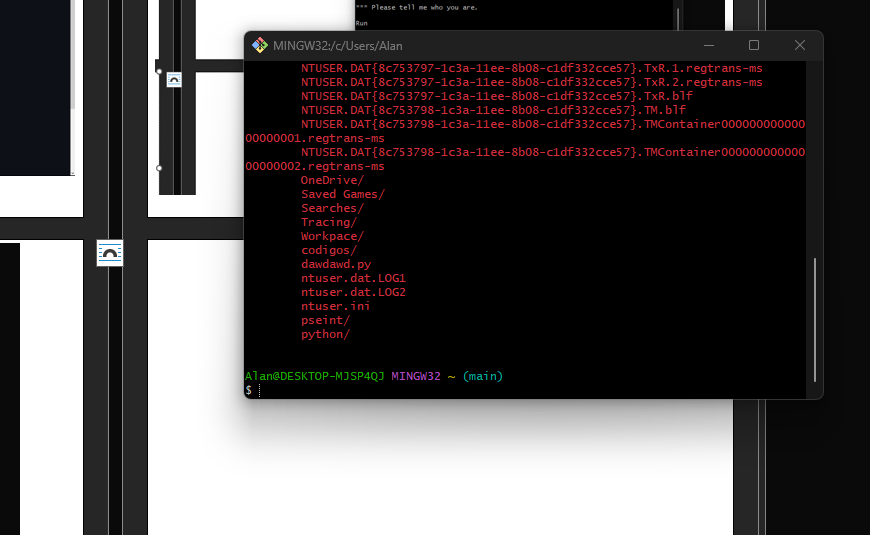 *** Please tell me who you are.
Run
MINGW32:/c/Users/Alan
NTUSER.DAT{8c753797-1c3a-11ee-8b08-c1df332cce57}.TxR.1.regtrans-ms
NTUSER.DAT{8c753797-1c3a-11ee-8b08-c1df332cce57}.TxR.2.regtrans-ms
NTUSER.DAT{8c753797-1c3a-11ee-8b08-c1df332cce57}.TxR.blf
NTUSER.DAT{8c753798-1c3a-11ee-8b08-c1df332cce57}.TM.blf
NTUSER.DAT{8c753798-1c3a-11ee-8b08-c1df332cce57}.TMContainer000000000000
00000001.regtrans-ms
NTUSER.DAT{8c753798-1c3a-11ee-8b08-c1df332cce57}.TMContainer000000000000
00000002.regtrans-ms
OneDrive/
Saved Games/
Searches/
Tracing/
Workpace/
codigos/
dawdawd.py
ntuser.dat.LOG1
ntuser.dat.LOG2
ntuser.ini
pseint/
python/
Alan@DESKTOP-MJSP4QJ MINGW32 ~ (main)
$